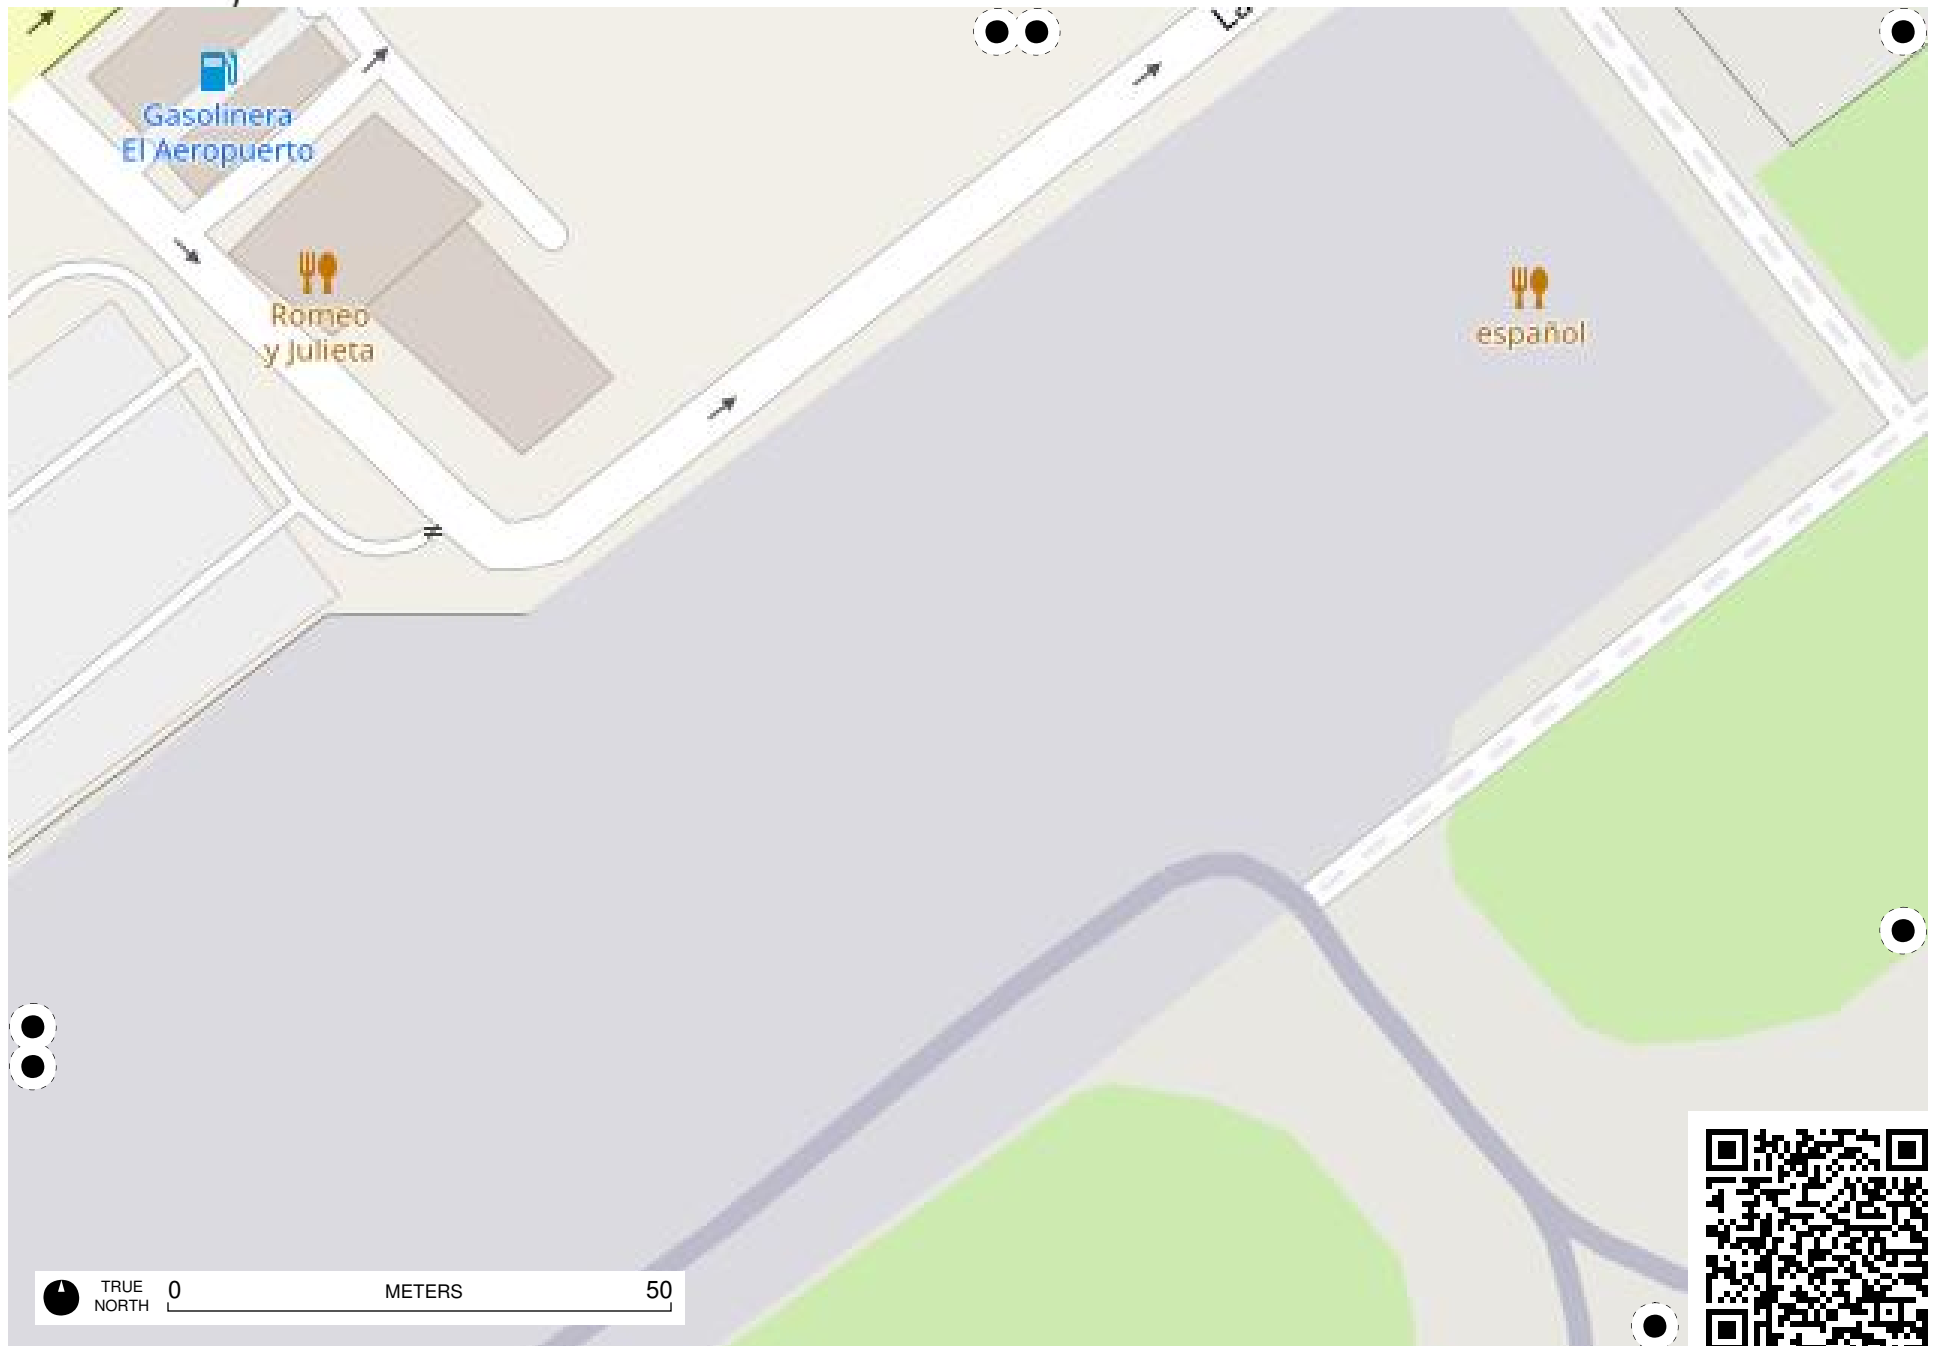 Gasolinera
El Aeropuerto
Romeo
y Julieta
español
TRUE
NORTH
0
METERS
50